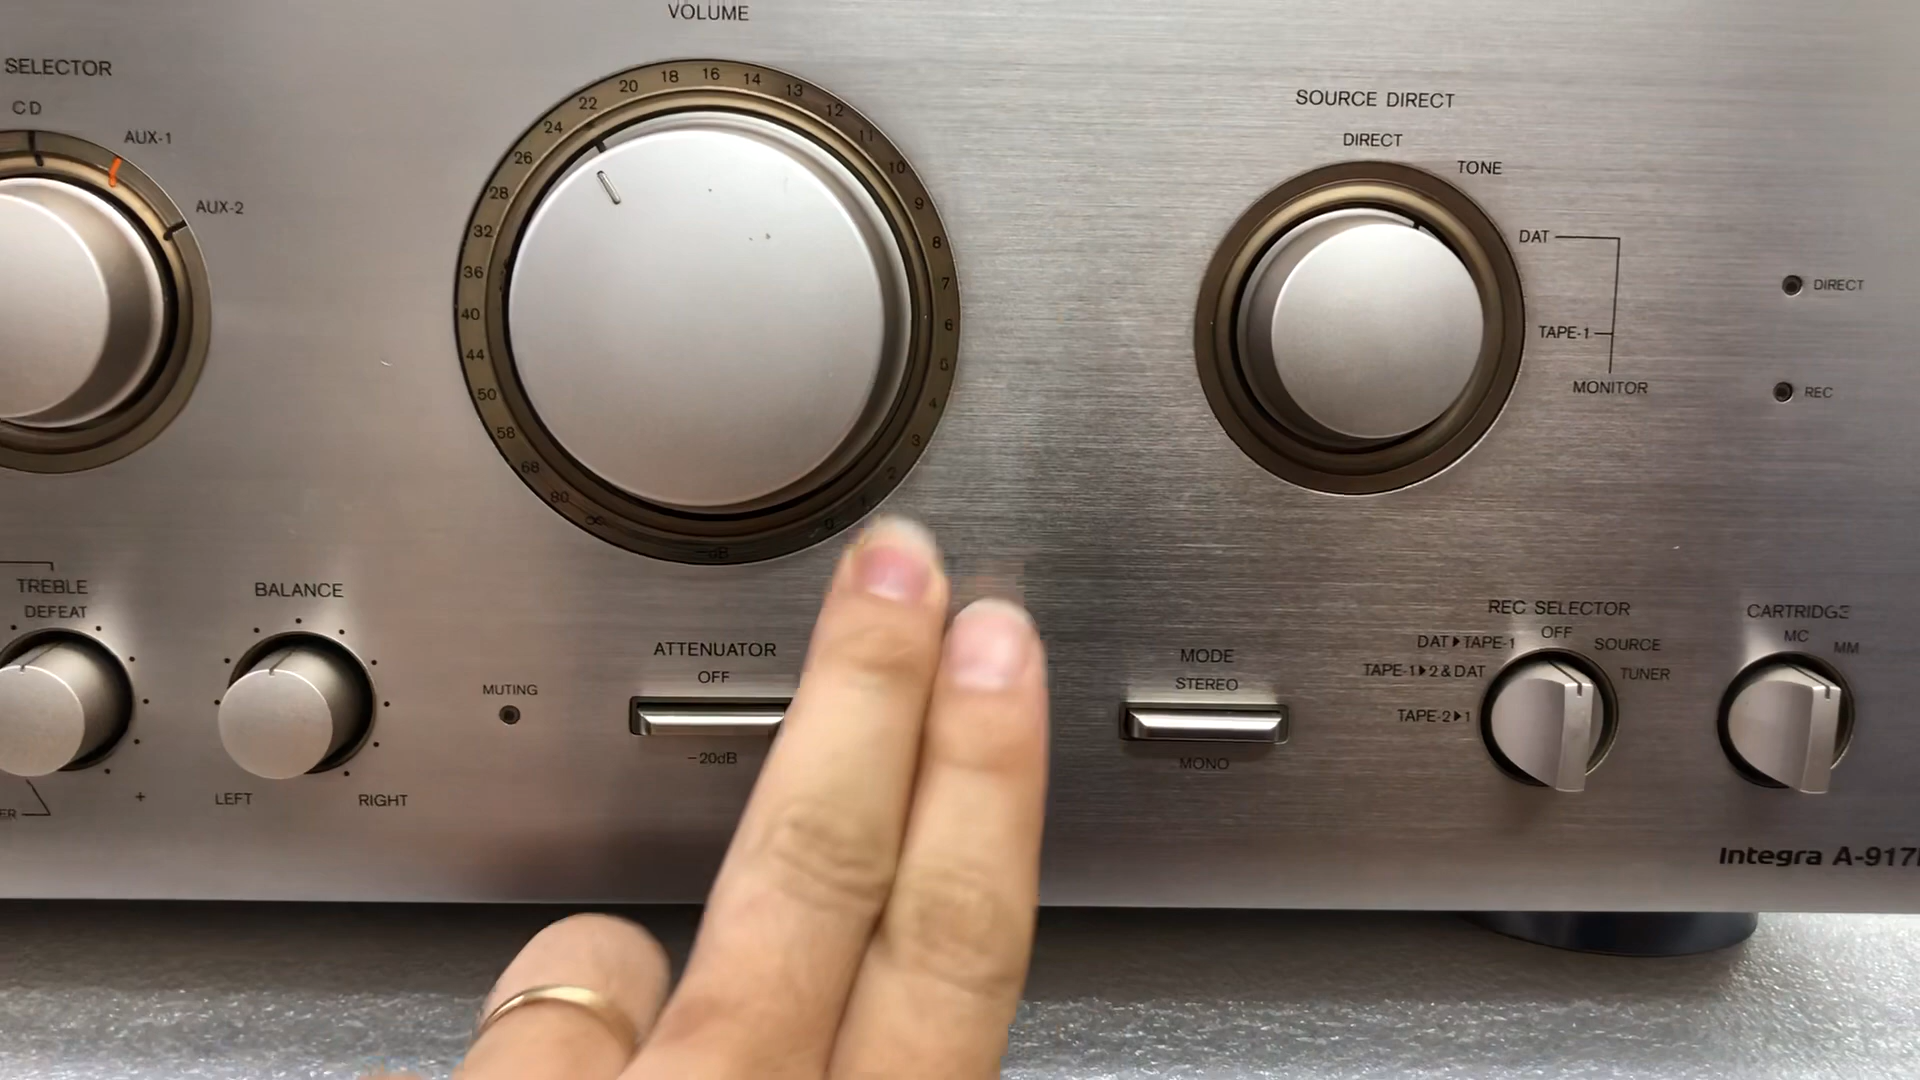 VOLUME
SELECTOR
CD
AUX-1
AUX-2
16
18
14
20
13
22
12
24
11
26
10
28
9
32
8
36
7
40
6
44
5
50
4
58
3
68
2
80
1
∞
0
-dB
SOURCE DIRECT
DIRECT
TONE
DAT
TAPE-1
MONITOR
DIRECT
REC
TREBLE
DEFEAT
+
BALANCE
LEFT
RIGHT
MUTING
ATTENUATOR
OFF
-20dB
MODE
STEREO
MONO
REC SELECTOR
OFF
DAT▶TAPE-1
SOURCE
TAPE-1▶2&DAT
TUNER
TAPE-2▶1
CARTRIDGE
MC
MM
Integra A-917